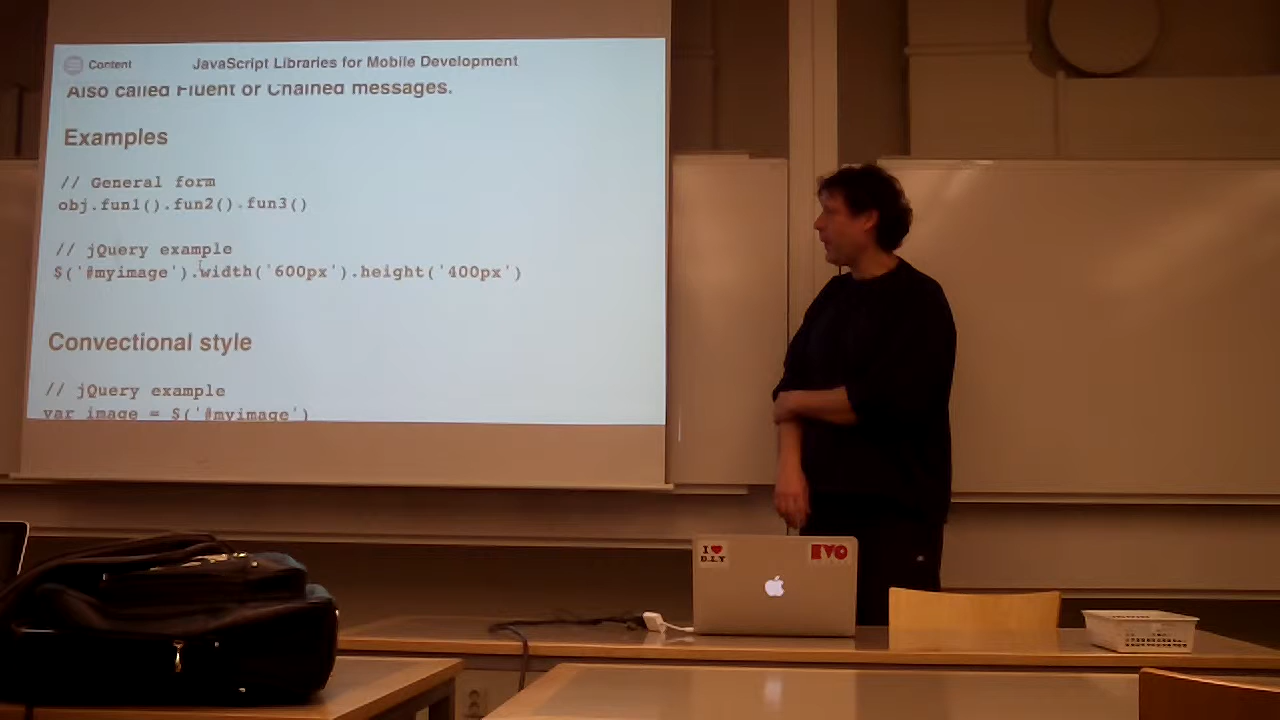 Content
JavaScript Libraries for Mobile Development
Also called Fluent or Chained messages.
Examples
// General form
obj.fun1().fun2().fun3()
// jQuery example
$('#myimage').width('600px').height('400px')
Convectional style
// jQuery example
var image = $('#myimage')
I ♥
D.I.Y
EVO